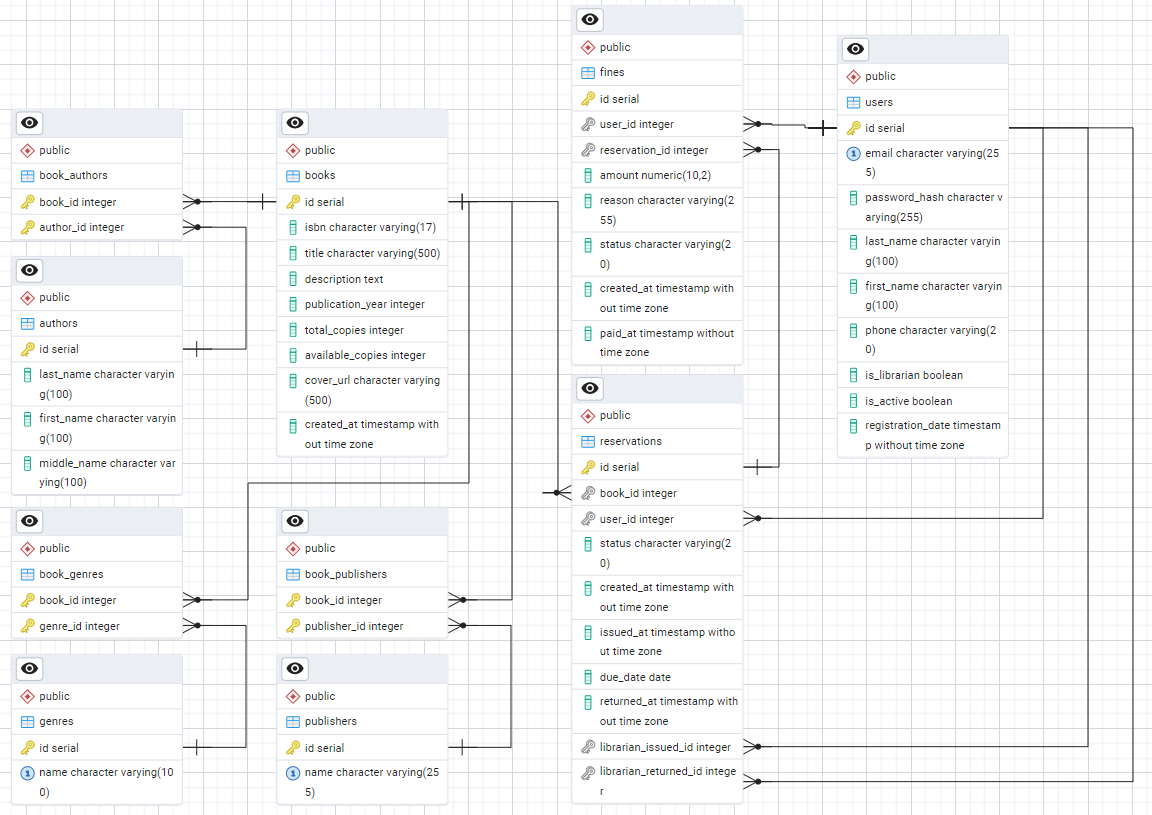 public
book_authors
book_id integer
author_id integer
public
authors
id serial
last_name character varyin
g(100)
first_name character varyin
g(100)
middle_name character var
ying(100)
public
book_genres
book_id integer
genre_id integer
public
genres
id serial
1
name character varying(10
0)
public
books
id serial
isbn character varying(17)
title character varying(500)
description text
publication_year integer
total_copies integer
available_copies integer
cover_url character varying
(500)
created_at timestamp with
out time zone
public
book_publishers
book_id integer
publisher_id integer
public
publishers
id serial
1
name character varying(25
5)
public
fines
id serial
user_id integer
reservation_id integer
amount numeric(10,2)
reason character varying(2
55)
status character varying(2
0)
created_at timestamp with
out time zone
paid_at timestamp without
time zone
public
reservations
id serial
book_id integer
user_id integer
status character varying(2
0)
created_at timestamp with
out time zone
issued_at timestamp witho
ut time zone
due_date date
returned_at timestamp with
out time zone
librarian_issued_id integer
librarian_returned_id intege
r
public
users
id serial
1
email character varying(25
5)
password_hash character v
arying(255)
last_name character varyin
g(100)
first_name character varyin
g(100)
phone character varying(2
0)
is_librarian boolean
is_active boolean
registration_date timestam
p without time zone